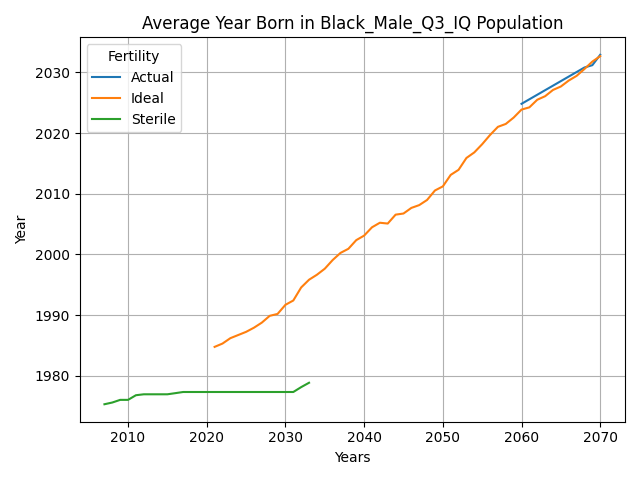 Average Year Born in Black_Male_Q3_IQ Population
Fertility
Actual
Ideal
Sterile
Year
2030
2020
2010
2000
1990
1980
2010
2020
2030
2040
2050
2060
2070
Years